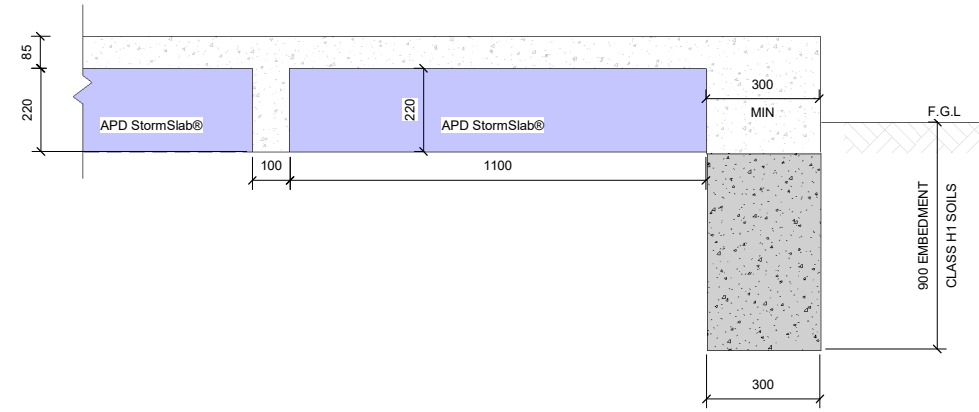 85
220
APD StormSlab®
220
APD StormSlab®
300
MIN
F.G.L
100
1100
900 EMBEDMENT
CLASS H1 SOILS
300